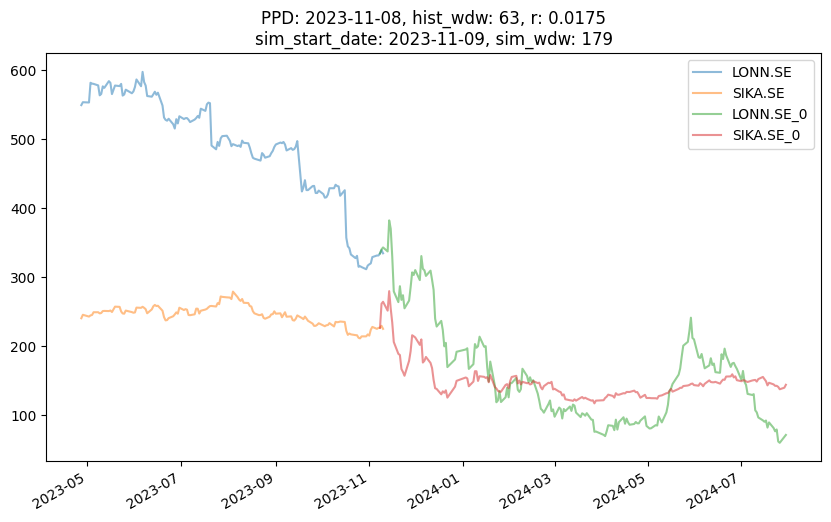 PPD: 2023-11-08, hist_wdw: 63, r: 0.0175
sim_start_date: 2023-11-09, sim_wdw: 179
LONN.SE
SIKA.SE
LONN.SE_0
SIKA.SE_0
600
500
400
300
200
100
2023-05
2023-07
2023-09
2023-11
2024-01
2024-03
2024-05
2024-07